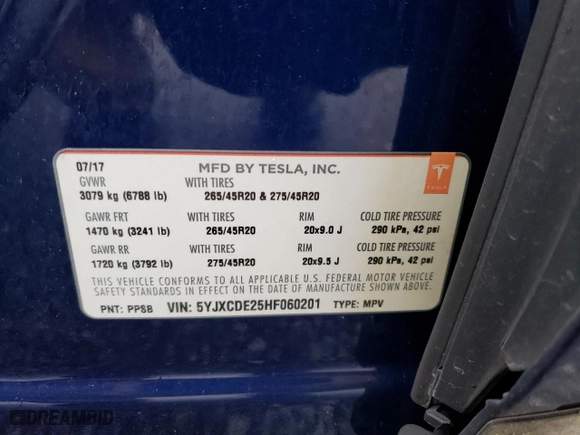 07/17 MFD BY TESLA, INC.
GVWR WITH TIRES
3079 kg (6788 lb) 265/45R20 & 275/45R20
GAWR FRT WITH TIRES RIM COLD TIRE PRESSURE
1470 kg (3241 lb) 265/45R20 20x9.0 J 290 kPa, 42 psi
GAWR RR WITH TIRES RIM COLD TIRE PRESSURE
1720 kg (3792 lb) 275/45R20 20x9.5 J 290 kPa, 42 psi
THIS VEHICLE CONFORMS TO ALL APPLICABLE U.S. FEDERAL MOTOR VEHICLE
SAFETY STANDARDS IN EFFECT ON THE DATE OF MANUFACTURE SHOWN ABOVE.
PNT: PPSB VIN: 5YJXCDE25HF060201 TYPE: MPV
TESLA
DREAMBID